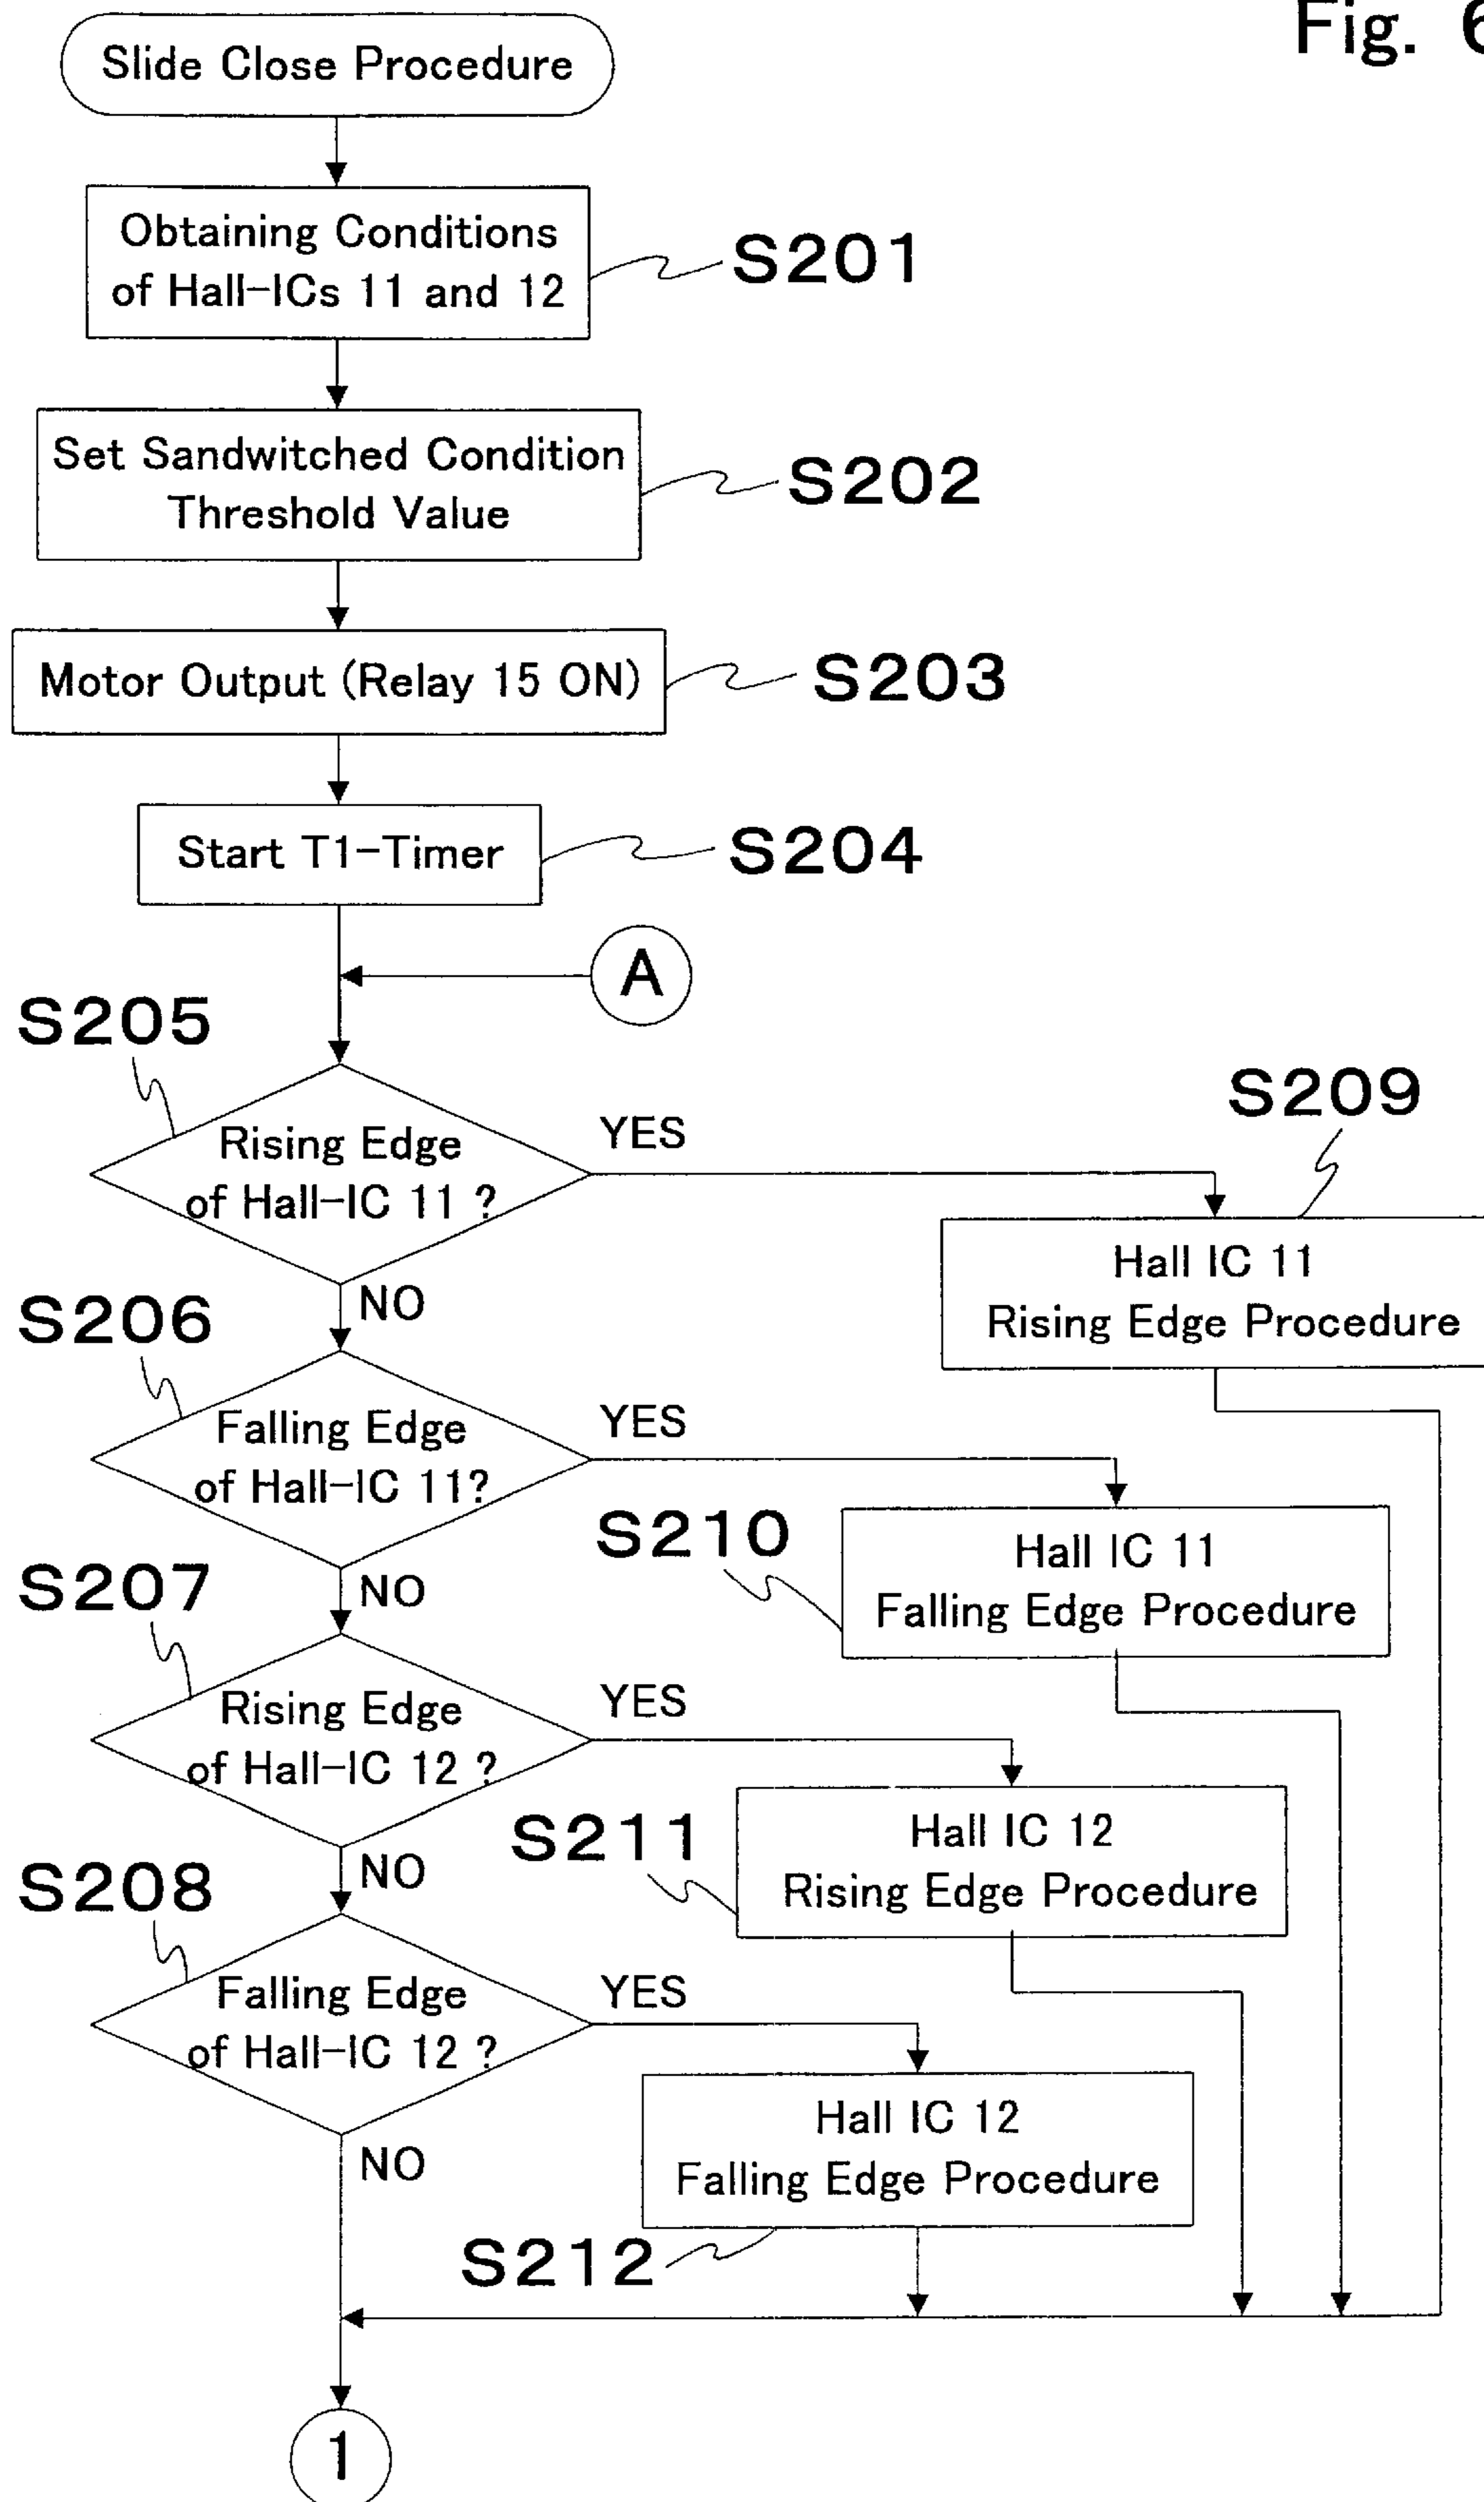 Fig. 6
Slide Close Procedure
Obtaining Conditions
of Hall-ICs 11 and 12
S201
Set Sandwitched Condition
Threshold Value
S202
Motor Output (Relay 15 ON)
S203
Start T1-Timer
S204
A
S205
Rising Edge
of Hall-IC 11 ?
YES
NO
S209
Hall IC 11
Rising Edge Procedure
S206
Falling Edge
of Hall-IC 11?
YES
NO
S210
Hall IC 11
Falling Edge Procedure
S207
Rising Edge
of Hall-IC 12 ?
YES
NO
S211
Hall IC 12
Rising Edge Procedure
S208
Falling Edge
of Hall-IC 12 ?
YES
NO
Hall IC 12
Falling Edge Procedure
S212
1